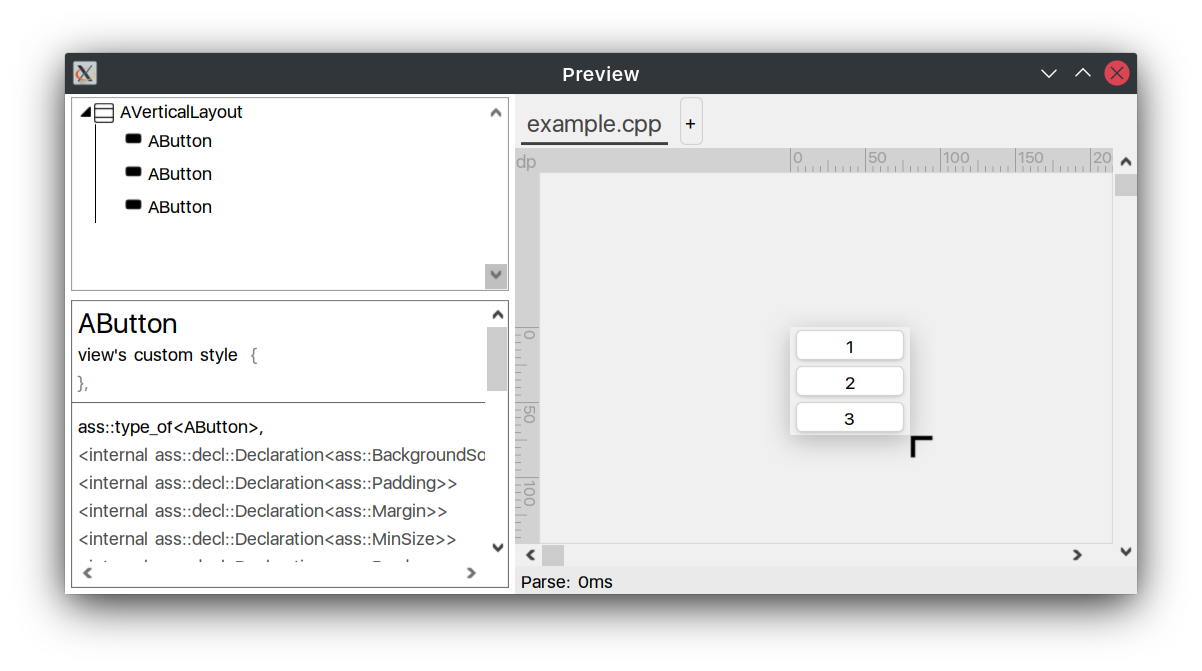 Preview
AVerticalLayout
AButton
AButton
AButton
AButton
view's custom style {
},
ass::type_of<AButton>,
<internal ass::decl::Declaration<ass::BackgroundSo
<internal ass::decl::Declaration<ass::Padding>>
<internal ass::decl::Declaration<ass::Margin>>
<internal ass::decl::Declaration<ass::MinSize>>
example.cpp +
dp 0 50 100 150 20
0
50
100
1
2
3
Parse: 0ms